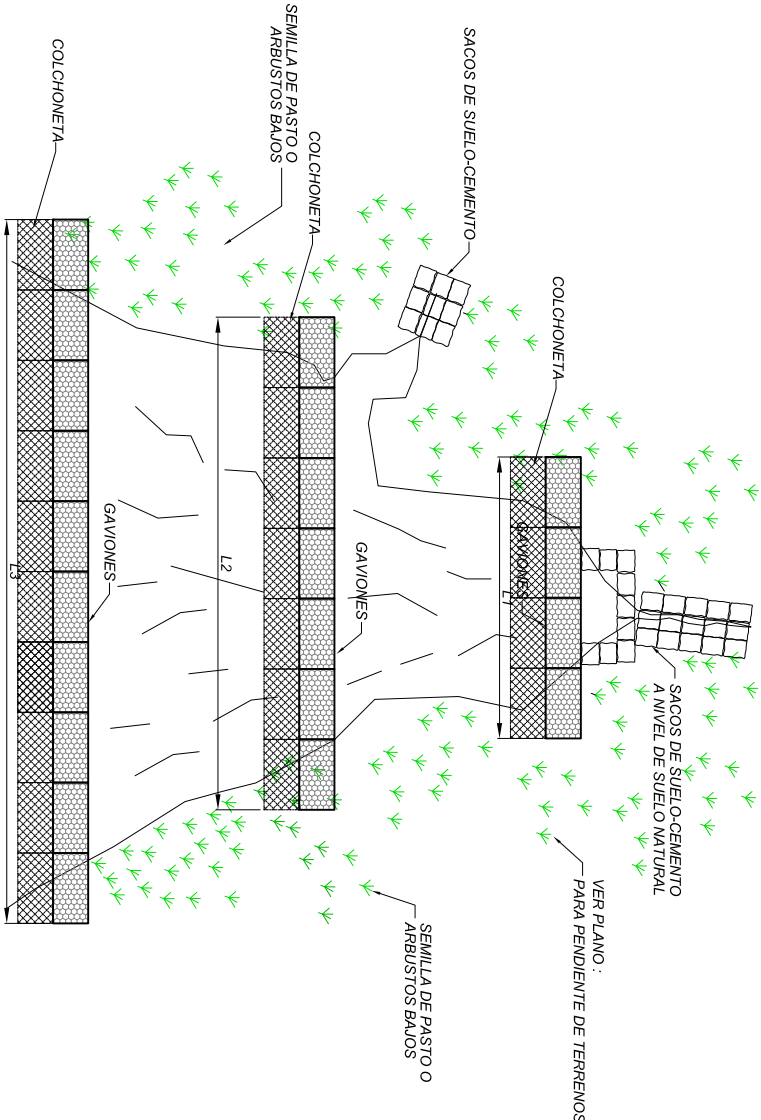 SACOS DE SUELO-CEMENTO
A NIVEL DE SUELO NATURAL
VER PLANO :
PARA PENDIENTE DE TERRENOS
COLCHONETA
GAVIONES
L1
SACOS DE SUELO-CEMENTO
SEMILLA DE PASTO O
ARBUSTOS BAJOS
GAVIONES
COLCHONETA
SEMILLA DE PASTO O
ARBUSTOS BAJOS
L2
GAVIONES
COLCHONETA
L3